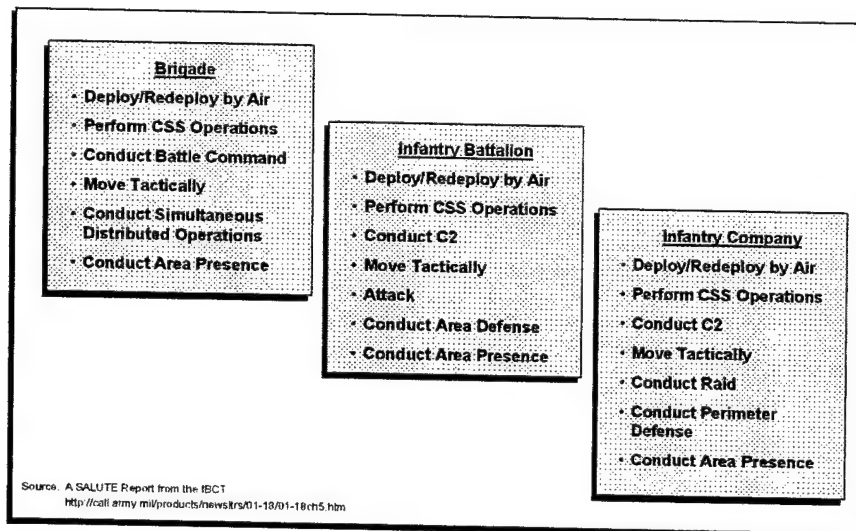 Brigade
· Deploy/Redeploy by Air
· Perform CSS Operations
· Conduct Battle Command
· Move Tactically
· Conduct Simultaneous
Distributed Operations
· Conduct Area Presence
Infantry Battalion
· Deploy/Redeploy by Air
· Perform CSS Operations
· Conduct C2
· Move Tactically
· Attack
· Conduct Area Defense
· Conduct Area Presence
Infantry Company
· Deploy/Redeploy by Air
· Perform CSS Operations
· Conduct C2
· Move Tactically
· Conduct Raid
· Conduct Perimeter
Defense
· Conduct Area Presence
Source. A SALUTE Report from the IBCT
http://call.army.mil/products/newsltrs/01-18/01-18ch5.htm